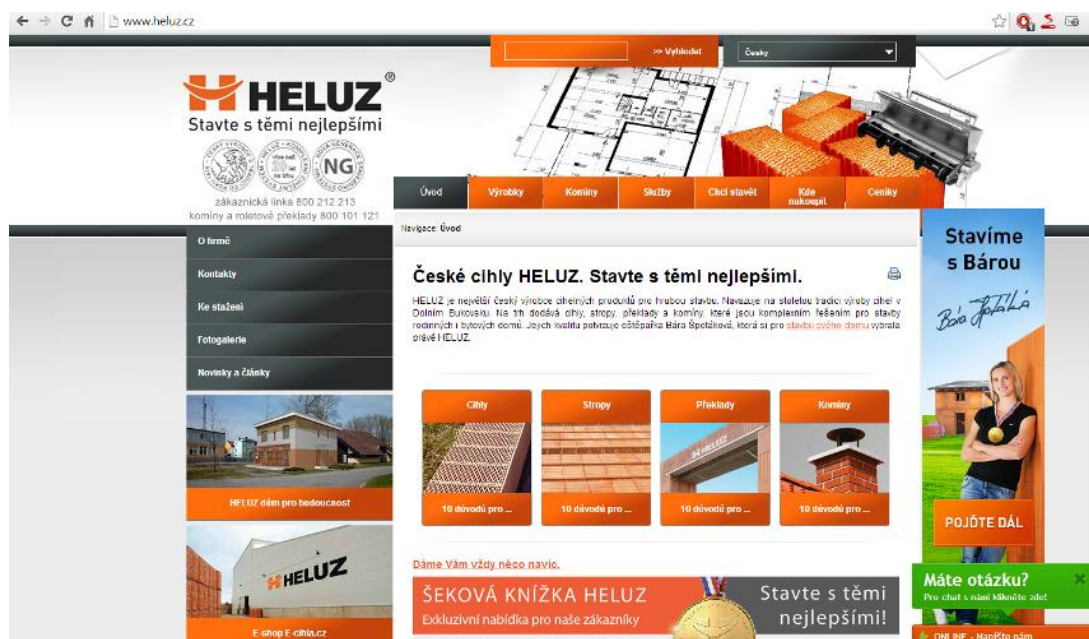 www.heluz.cz
>> Vyhledat
Česky
HELUZ®
Stavte s těmi nejlepšími
NG
zákaznická linka 800 212 213
komíny a roletové překlady 800 101 121
Úvod
Výrobky
Komíny
Služby
Chci stavět
Kde
nakoupit
Ceníky
Navigace: Úvod
O firmě
Kontakty
Ke stažení
Fotogalerie
Novinky a články
HELUZ dům pro budoucnost
HELUZ
E-shop E-cihla.cz
České cihly HELUZ. Stavte s těmi nejlepšími.
HELUZ je největší český výrobce cihelných produktů pro hrubou stavbu. Navazuje na stoletou tradici výroby cihel v
Dolním Bukovsku. Na trh dodává cihly, stropy, překlady a komíny, které jsou komplexním řešením pro stavby
rodinných i bytových domů. Jejich kvalitu potvrzuje oštěpařka Bára Špotáková, která si pro stavbu svého domu vybrala
právě HELUZ.
Cihly
10 důvodů pro ...
Stropy
10 důvodů pro ...
Překlady
HELUZ
10 důvodů pro ...
Komíny
10 důvodů pro ...
Dáme Vám vždy něco navíc.
ŠEKOVÁ KNÍŽKA HELUZ
Exkluzivní nabídka pro naše zákazníky
Stavte s těmi
nejlepšími!
Stavíme
s Bárou
Bára Špotáková
POJĎTE DÁL
Máte otázku?
Pro chat s námi klikněte zde!
ONLINE - Napište nám